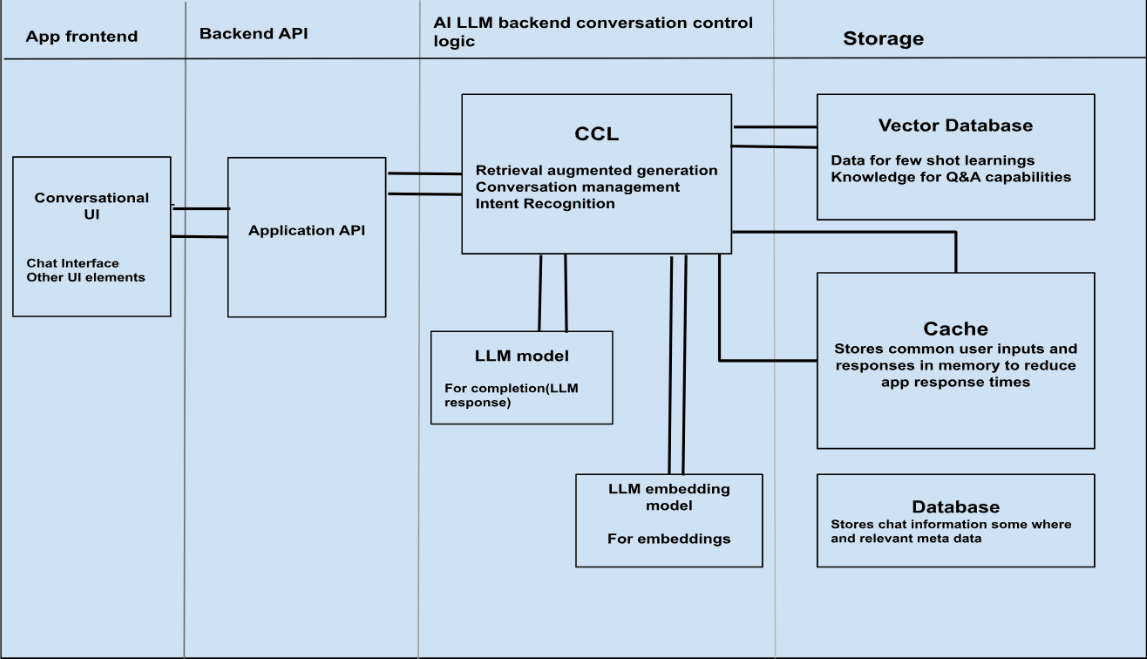 App frontend
Backend API
AI LLM backend conversation control
logic
Storage
Conversational
UI
Chat Interface
Other UI elements
Application API
CCL
Retrieval augmented generation
Conversation management
Intent Recognition
LLM model
For completion(LLM
response)
LLM embedding
model
For embeddings
Vector Database
Data for few shot learnings
Knowledge for Q&A capabilities
Cache
Stores common user inputs and
responses in memory to reduce
app response times
Database
Stores chat information some where
and relevant meta data